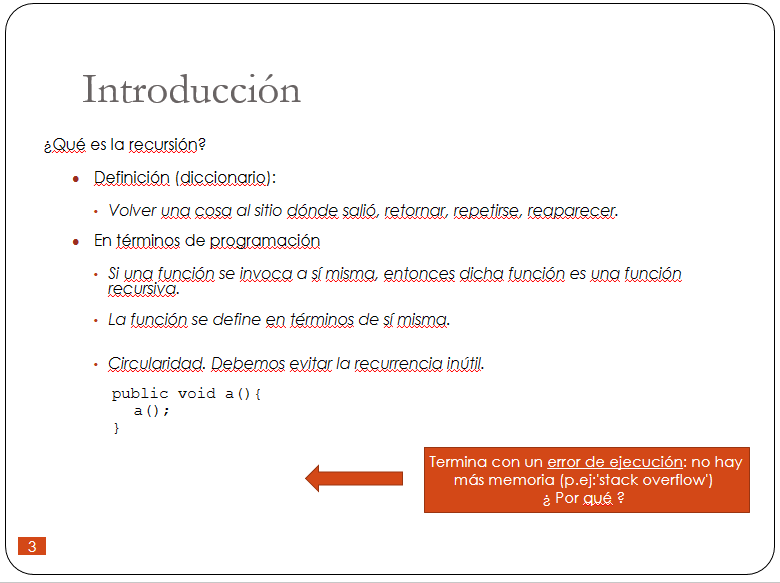 Introducción
¿Qué es la recursión?
Definición (diccionario):
Volver una cosa al sitio dónde salió, retornar, repetirse, reaparecer.
En términos de programación
Si una función se invoca a sí misma, entonces dicha función es una función
recursiva.
La función se define en términos de sí misma.
Circularidad. Debemos evitar la recurrencia inútil.
public void a(){
a();
}
Termina con un error de ejecución: no hay
más memoria (p.ej:'stack overflow')
¿ Por qué ?
3